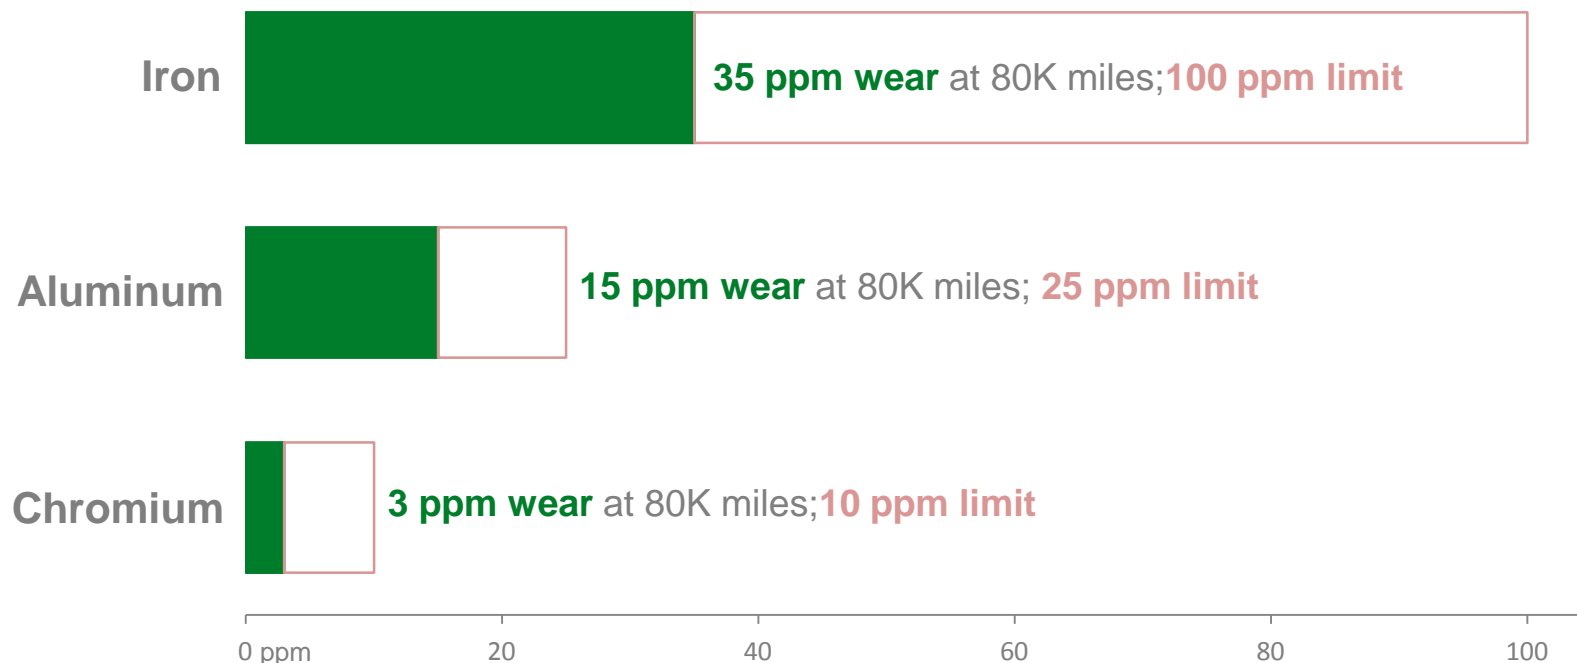 Iron
35 ppm wear at 80K miles;100 ppm limit
Aluminum
15 ppm wear at 80K miles; 25 ppm limit
Chromium
3 ppm wear at 80K miles;10 ppm limit
0 ppm 20 40 60 80 100